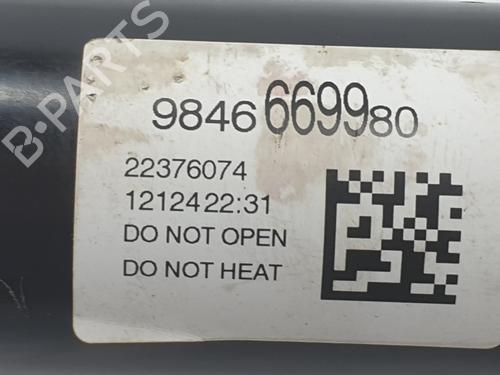 B-PARTS
9846669980
22376074
1212422:31
DO NOT OPEN
DO NOT HEAT